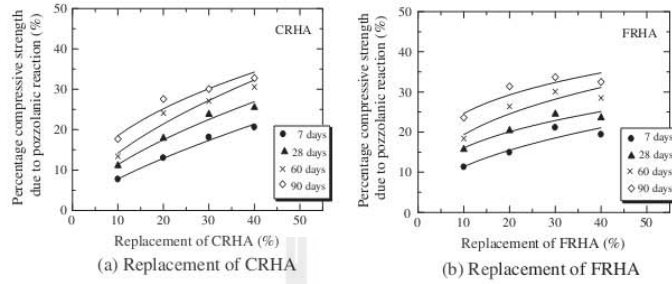 Percentage compressive strength
due to pozzolanic reaction (%)
50
40
30
20
10
0
CRHA
7 days
28 days
60 days
90 days
0 10 20 30 40 50
Replacement of CRHA (%)
(a) Replacement of CRHA
Percentage compressive strength
due to pozzolanic reaction (%)
50
40
30
20
10
0
FRHA
7 days
28 days
60 days
90 days
0 10 20 30 40 50
Replacement of FRHA (%)
(b) Replacement of FRHA